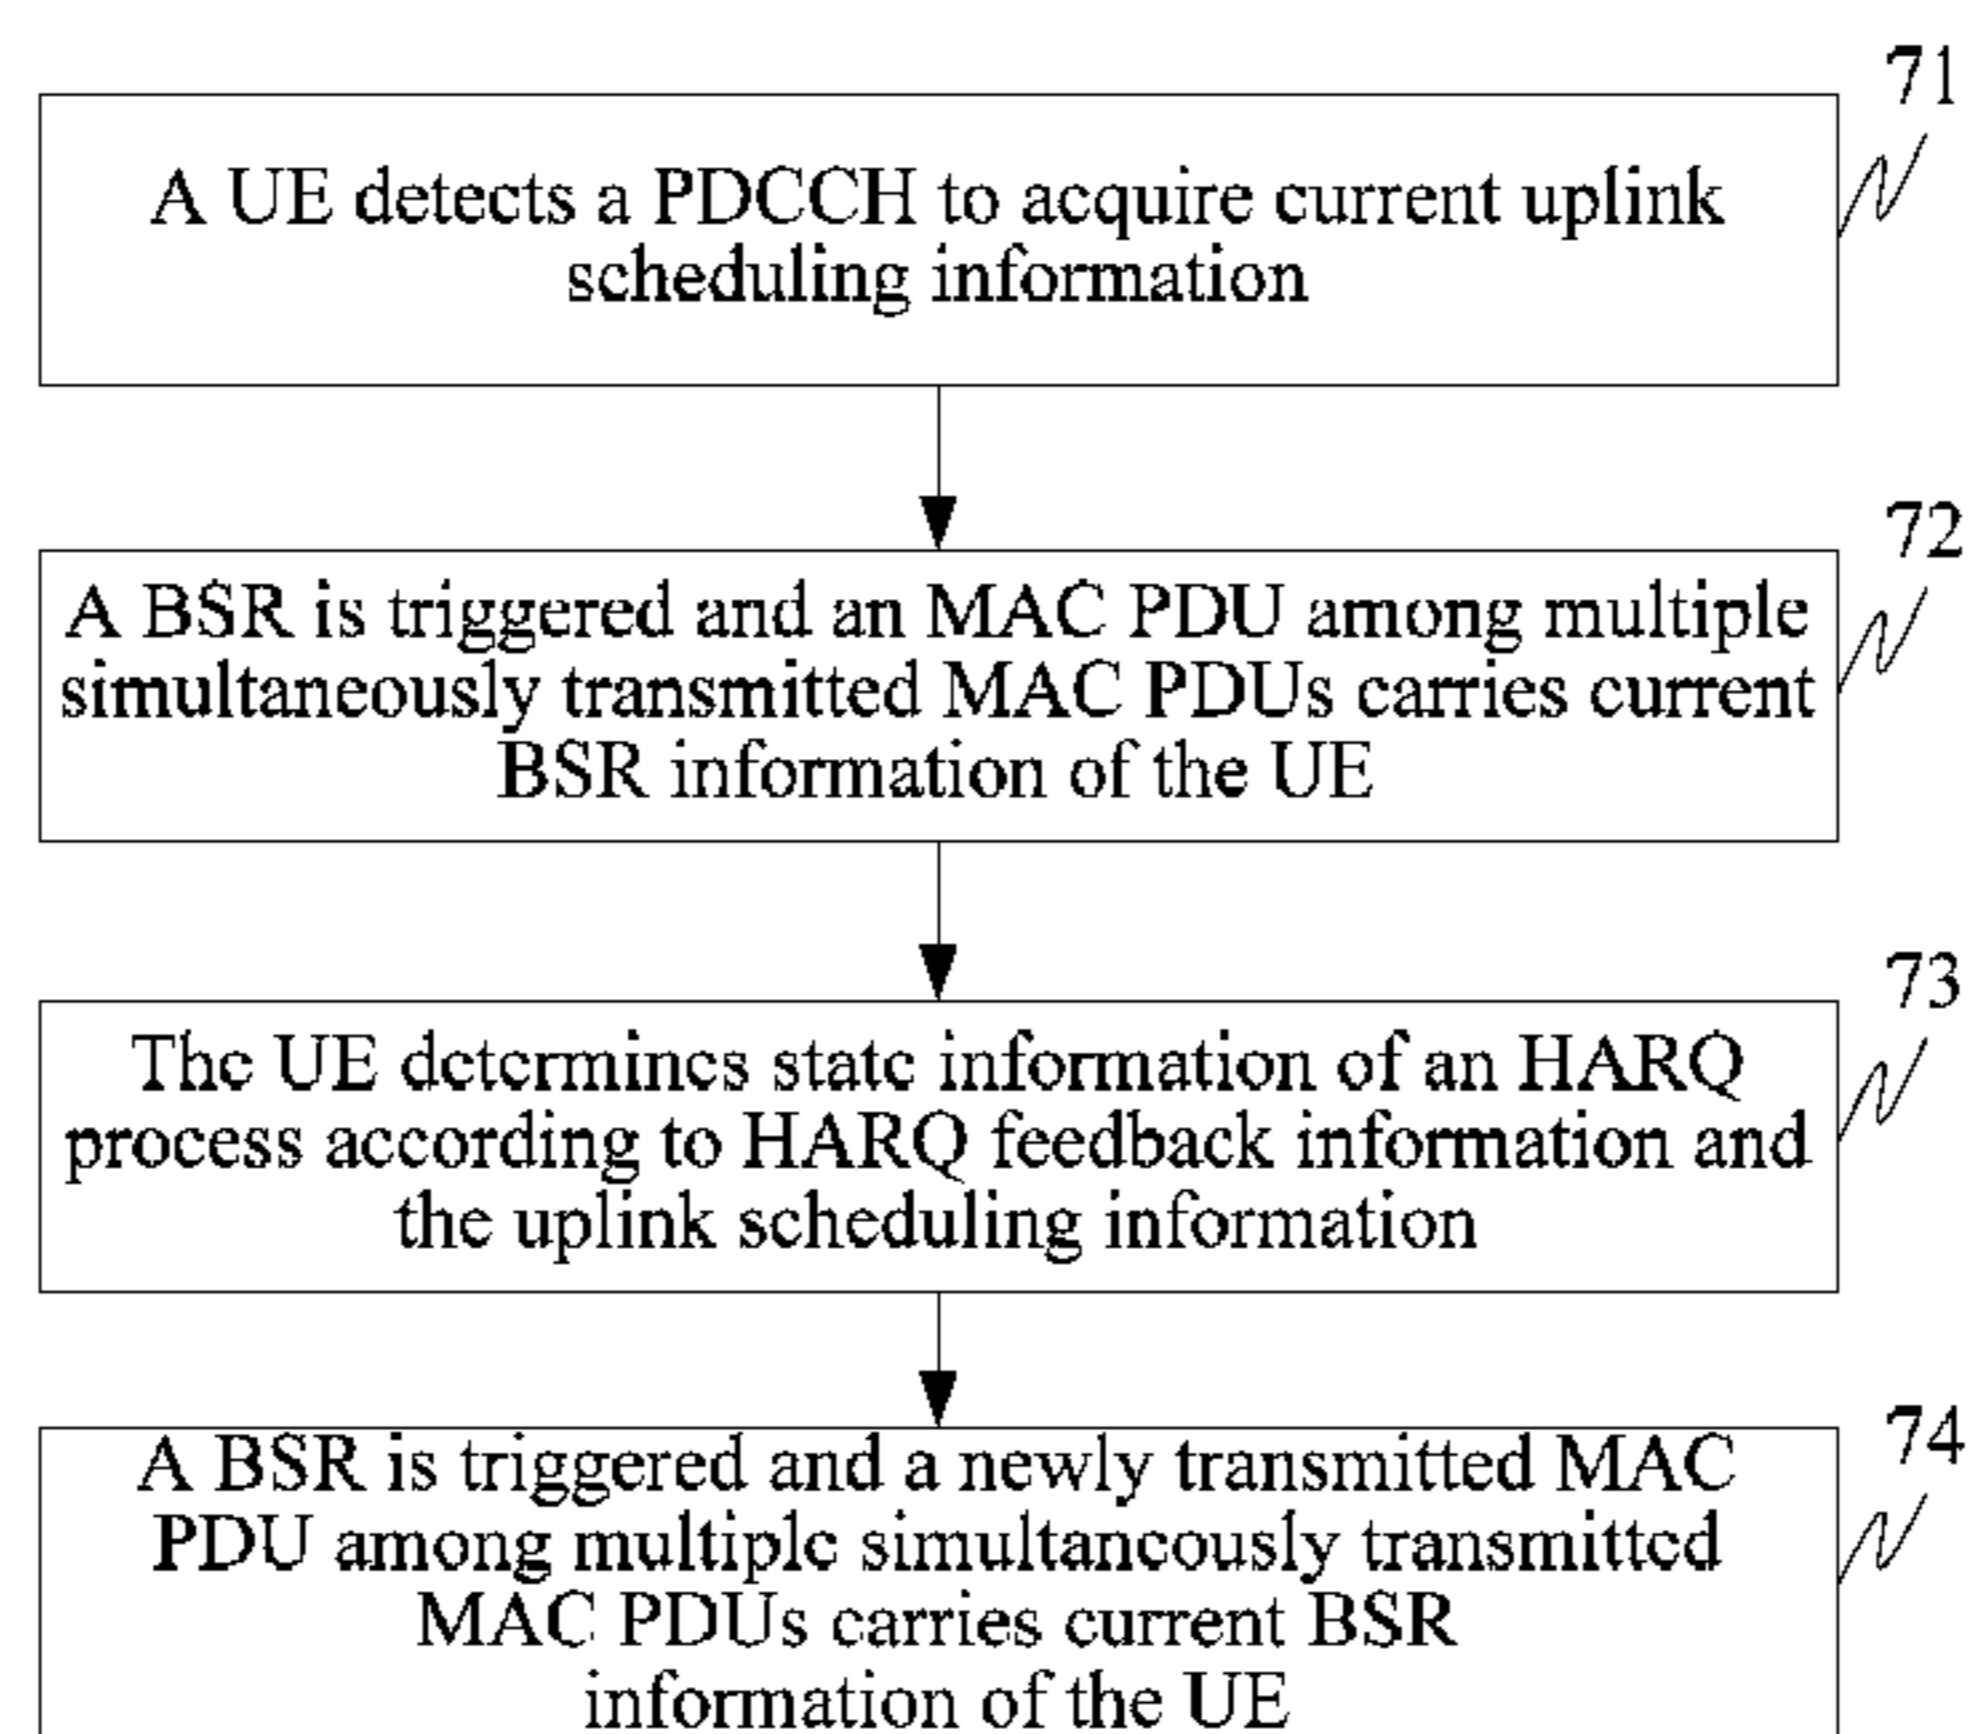 71
A UE detects a PDCCH to acquire current uplink
scheduling information
72
A BSR is triggered and an MAC PDU among multiple
simultaneously transmitted MAC PDUs carries current
BSR information of the UE
73
The UE determines state information of an HARQ
process according to HARQ feedback information and
the uplink scheduling information
74
A BSR is triggered and a newly transmitted MAC
PDU among multiple simultaneously transmitted
MAC PDUs carries current BSR
information of the UE